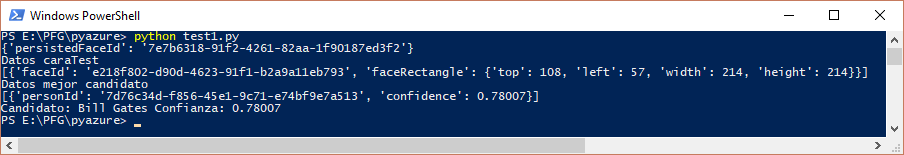 Windows PowerShell
PS E:\PFG\pyazure> python test1.py
{'persistedFaceId': '7e7b6318-91f2-4261-82aa-1f90187ed3f2'}
Datos caraTest
[{'faceId': 'e218f802-d90d-4623-91f1-b2a9a11eb793', 'faceRectangle': {'top': 108, 'left': 57, 'width': 214, 'height': 214}}]
Datos mejor candidato
[{'personId': '7d76c34d-f856-45e1-9c71-e74bf9e7a513', 'confidence': 0.78007}]
Candidato: Bill Gates Confianza: 0.78007
PS E:\PFG\pyazure>